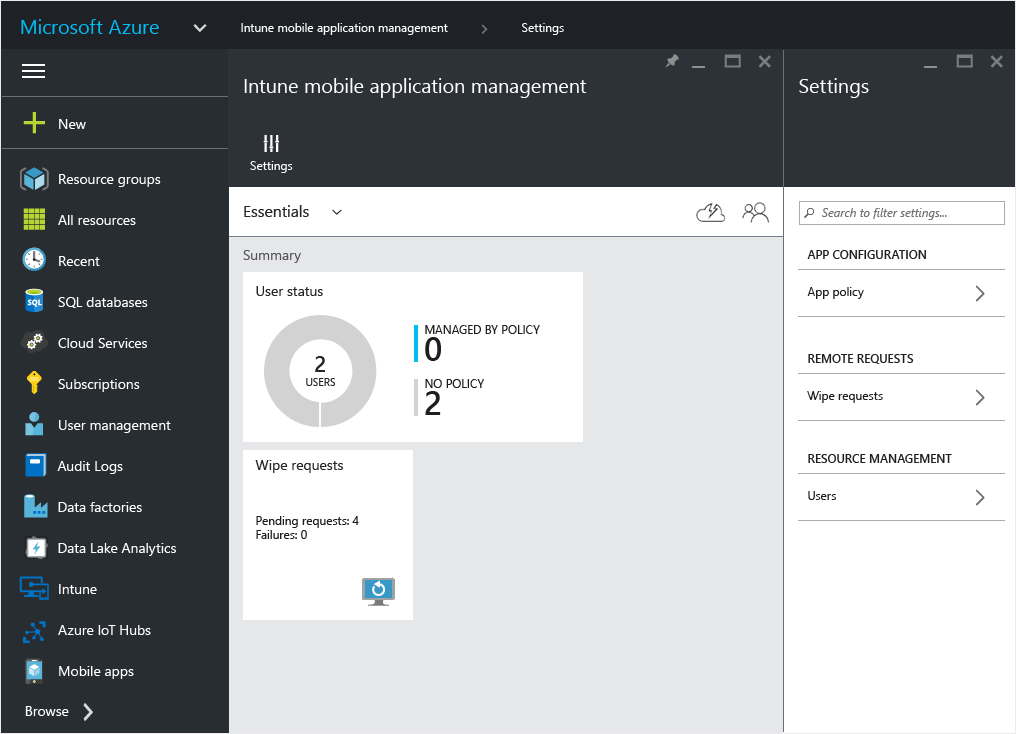 Microsoft Azure
Intune mobile application management
Settings
New
Resource groups
All resources
Recent
SQL
SQL databases
Cloud Services
Subscriptions
User management
Audit Logs
Data factories
Data Lake Analytics
Intune
Azure IoT Hubs
Mobile apps
Browse
Intune mobile application management
Settings
Essentials
Summary
User status
2
USERS
MANAGED BY POLICY
0
NO POLICY
2
Wipe requests
Pending requests: 4
Failures: 0
Settings
Search to filter settings...
APP CONFIGURATION
App policy
REMOTE REQUESTS
Wipe requests
RESOURCE MANAGEMENT
Users